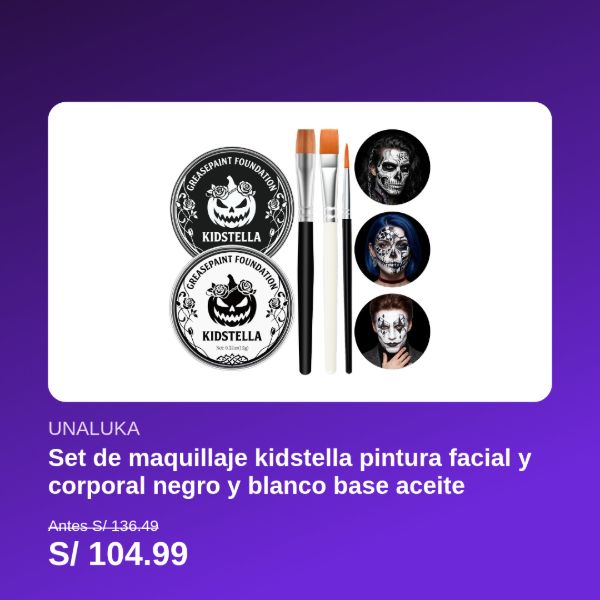 GREASEPAINT FOUNDATION
KIDSTELLA
GREASEPAINT FOUNDATION
KIDSTELLA
UNALUKA
Set de maquillaje kidstella pintura facial y
corporal negro y blanco base aceite
Antes S/ 136.49
S/ 104.99